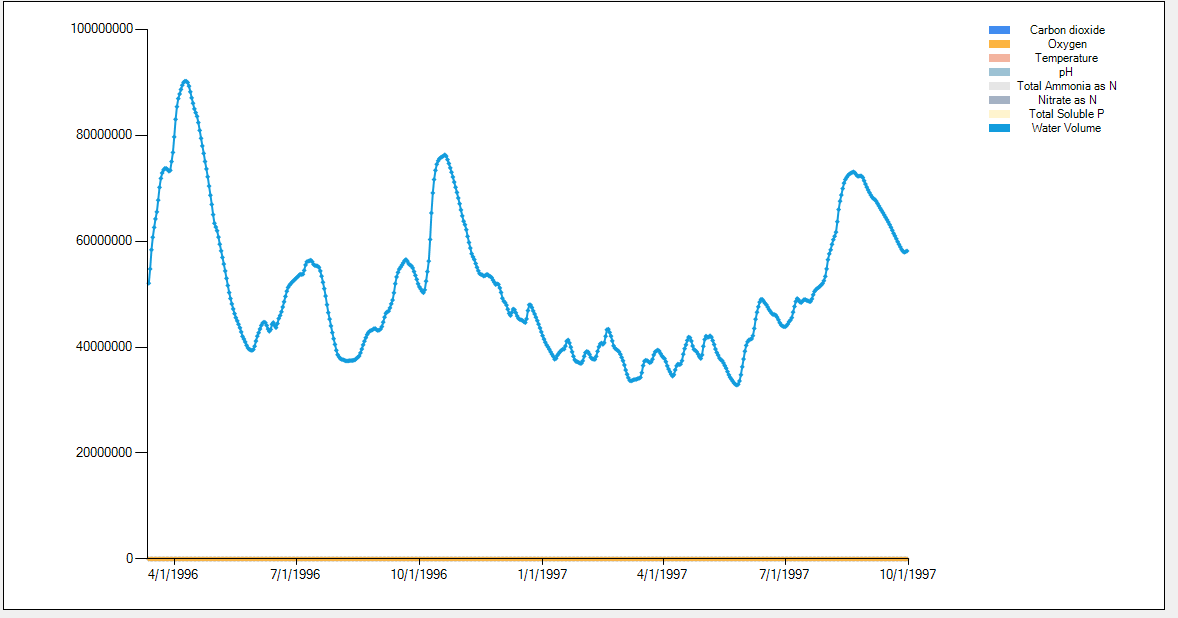 100000000
80000000
60000000
40000000
20000000
0
4/1/1996 7/1/1996 10/1/1996 1/1/1997 4/1/1997 7/1/1997 10/1/1997
Carbon dioxide
Oxygen
Temperature
pH
Total Ammonia as N
Nitrate as N
Total Soluble P
Water Volume